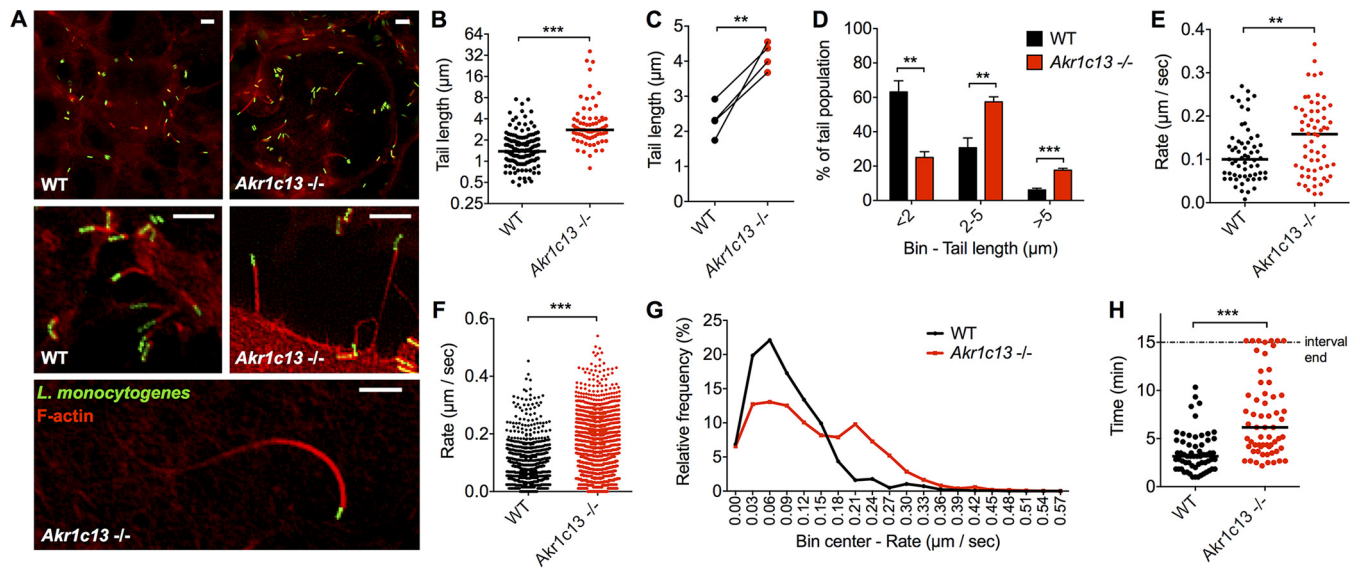 A
WT
Akr1c13 -/-
WT
Akr1c13 -/-
L. monocytogenes
F-actin
Akr1c13 -/-
B
***
Tail length (µm)
64
32
16
8
4
2
1
0.5
0.25
WT
Akr1c13 -/-
C
**
Tail length (µm)
6
5
4
3
2
1
0
WT
Akr1c13 -/-
D
WT
Akr1c13 -/-
% of tail population
100
80
60
40
20
0
**
**
***
<2
2-5
>5
Bin - Tail length (µm)
E
**
Rate (µm / sec)
0.4
0.3
0.2
0.1
0.0
WT
Akr1c13 -/-
F
***
Rate (µm / sec)
0.6
0.4
0.2
0.0
WT
Akr1c13 -/-
G
WT
Akr1c13 -/-
Relative frequency (%)
25
20
15
10
5
0
0.00 0.03 0.06 0.09 0.12 0.15 0.18 0.21 0.24 0.27 0.30 0.33 0.36 0.39 0.42 0.45 0.48 0.51 0.54 0.57
Bin center - Rate (µm / sec)
H
***
Time (min)
15
10
5
0
interval
end
WT
Akr1c13 -/-